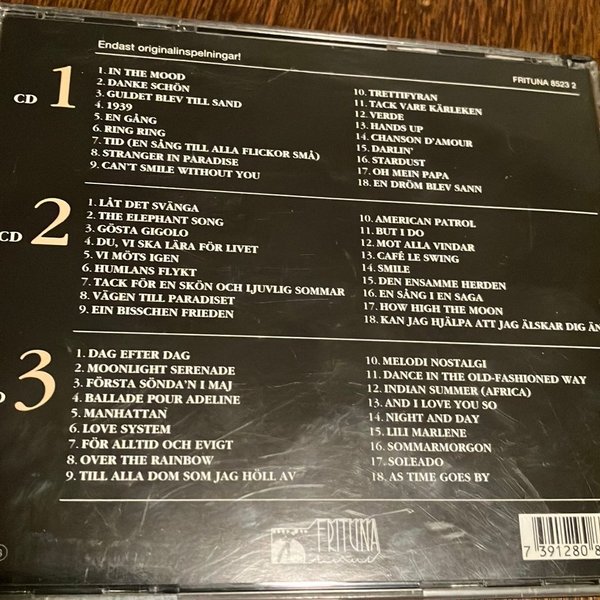 Endast originalinspelningar!
FRITUNA 8523 2
CD 1
1. IN THE MOOD
2. DANKE SCHÖN
3. GULDET BLEV TILL SAND
4. 1939
5. EN GÅNG
6. RING RING
7. TID (EN SÅNG TILL ALLA FLICKOR SMÅ)
8. STRANGER IN PARADISE
9. CAN'T SMILE WITHOUT YOU
10. TRETTIFYRAN
11. TACK VARE KÄRLEKEN
12. VERDE
13. HANDS UP
14. CHANSON D'AMOUR
15. DARLIN'
16. STARDUST
17. OH MEIN PAPA
18. EN DRÖM BLEV SANN
CD 2
1. LÅT DET SVÄNGA
2. THE ELEPHANT SONG
3. GÖSTA GIGOLO
4. DU, VI SKA LÄRA FÖR LIVET
5. VI MÖTS IGEN
6. HUMLANS FLYKT
7. TACK FÖR EN SKÖN OCH LJUVLIG SOMMAR
8. VÄGEN TILL PARADISET
9. EIN BISSCHEN FRIEDEN
10. AMERICAN PATROL
11. BUT I DO
12. MOT ALLA VINDAR
13. CAFÉ LE SWING
14. SMILE
15. DEN ENSAMME HERDEN
16. EN SÅNG I EN SAGA
17. HOW HIGH THE MOON
18. KAN JAG HJÄLPA ATT JAG ÄLSKAR DIG ÄN
3
1. DAG EFTER DAG
2. MOONLIGHT SERENADE
3. FÖRSTA SÖNDA'N I MAJ
4. BALLADE POUR ADELINE
5. MANHATTAN
6. LOVE SYSTEM
7. FÖR ALLTID OCH EVIGT
8. OVER THE RAINBOW
9. TILL ALLA DOM SOM JAG HÖLL AV
10. MELODI NOSTALGI
11. DANCE IN THE OLD-FASHIONED WAY
12. INDIAN SUMMER (AFRICA)
13. AND I LOVE YOU SO
14. NIGHT AND DAY
15. LILI MARLENE
16. SOMMARMORGON
17. SOLEADO
18. AS TIME GOES BY
FRITUNA
7 391280 8